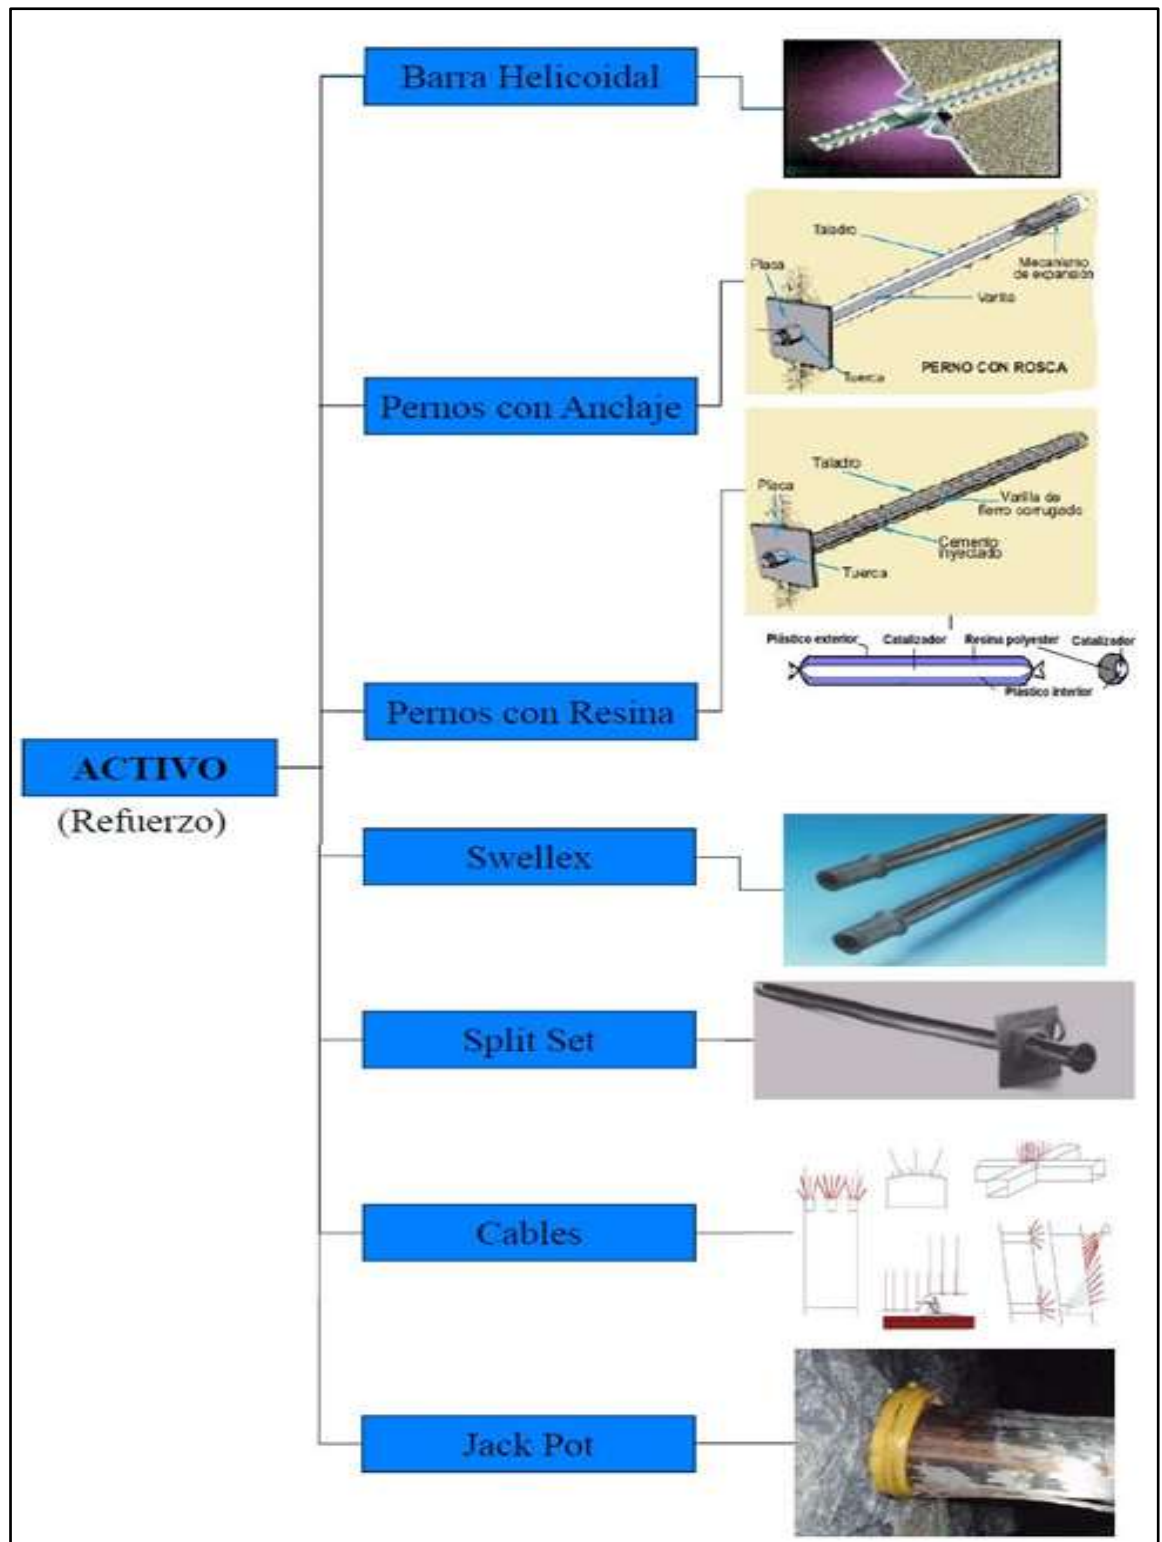 Barra Helicoidal
Taladro
Mecanismo
de expansión
Placa
Varilla
Tuerca
PERNO CON ROSCA
Pernos con Anclaje
Taladro
Placa
Varilla de
fierro corrugado
Cemento
inyectado
Tuerca
Plástico exterior
Catalizador
Resina polyester
Catalizador
Plástico interior
Pernos con Resina
ACTIVO
(Refuerzo)
Swellex
Split Set
Cables
Jack Pot